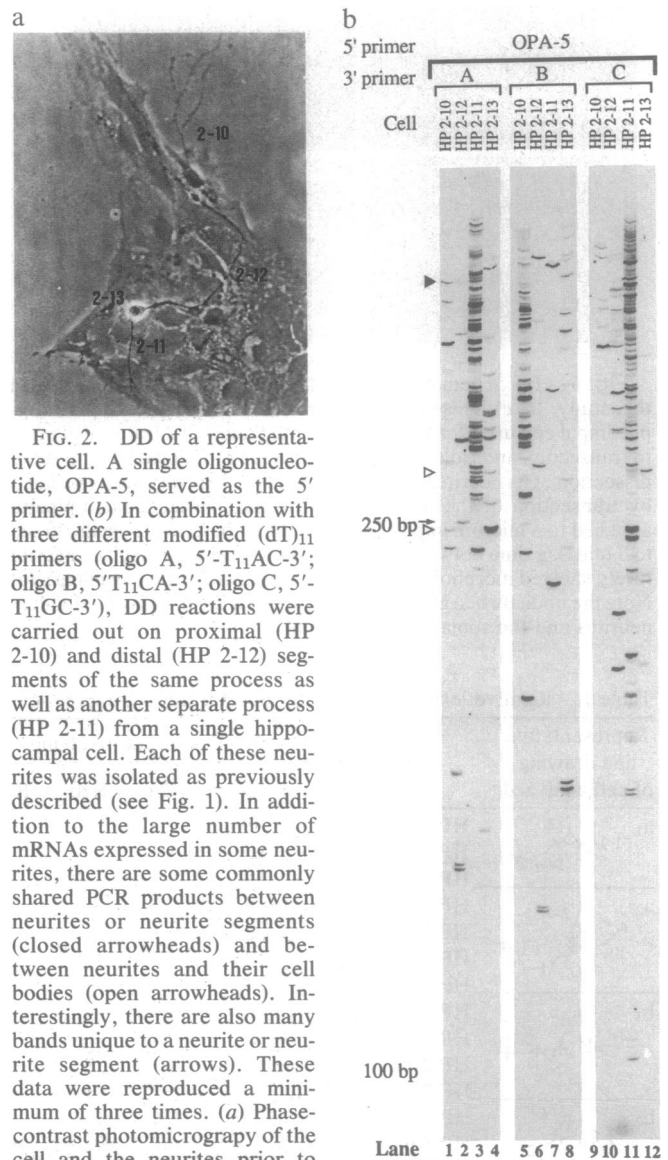 a
2-10
2-12
2-13
2-11
FIG. 2. DD of a representa-
tive cell. A single oligonucleo-
tide, OPA-5, served as the 5′
primer. (b) In combination with
three different modified (dT)₁₁
primers (oligo A, 5′-T₁₁AC-3′;
oligo B, 5′T₁₁CA-3′; oligo C, 5′-
T₁₁GC-3′), DD reactions were
carried out on proximal (HP
2-10) and distal (HP 2-12) seg-
ments of the same process as
well as another separate process
(HP 2-11) from a single hippo-
campal cell. Each of these neu-
rites was isolated as previously
described (see Fig. 1). In addi-
tion to the large number of
mRNAs expressed in some neu-
rites, there are some commonly
shared PCR products between
neurites or neurite segments
(closed arrowheads) and be-
tween neurites and their cell
bodies (open arrowheads). In-
terestingly, there are also many
bands unique to a neurite or neu-
rite segment (arrows). These
data were reproduced a mini-
mum of three times. (a) Phase-
contrast photomicrograpy of the
cell and the neurites prior to
b
5′ primer OPA-5
3′ primer A B C
Cell HP 2-10 HP 2-12 HP 2-11 HP 2-13 HP 2-10 HP 2-12 HP 2-11 HP 2-13 HP 2-10 HP 2-12 HP 2-11 HP 2-13
250 bp
100 bp
Lane 1 2 3 4 5 6 7 8 9 10 11 12